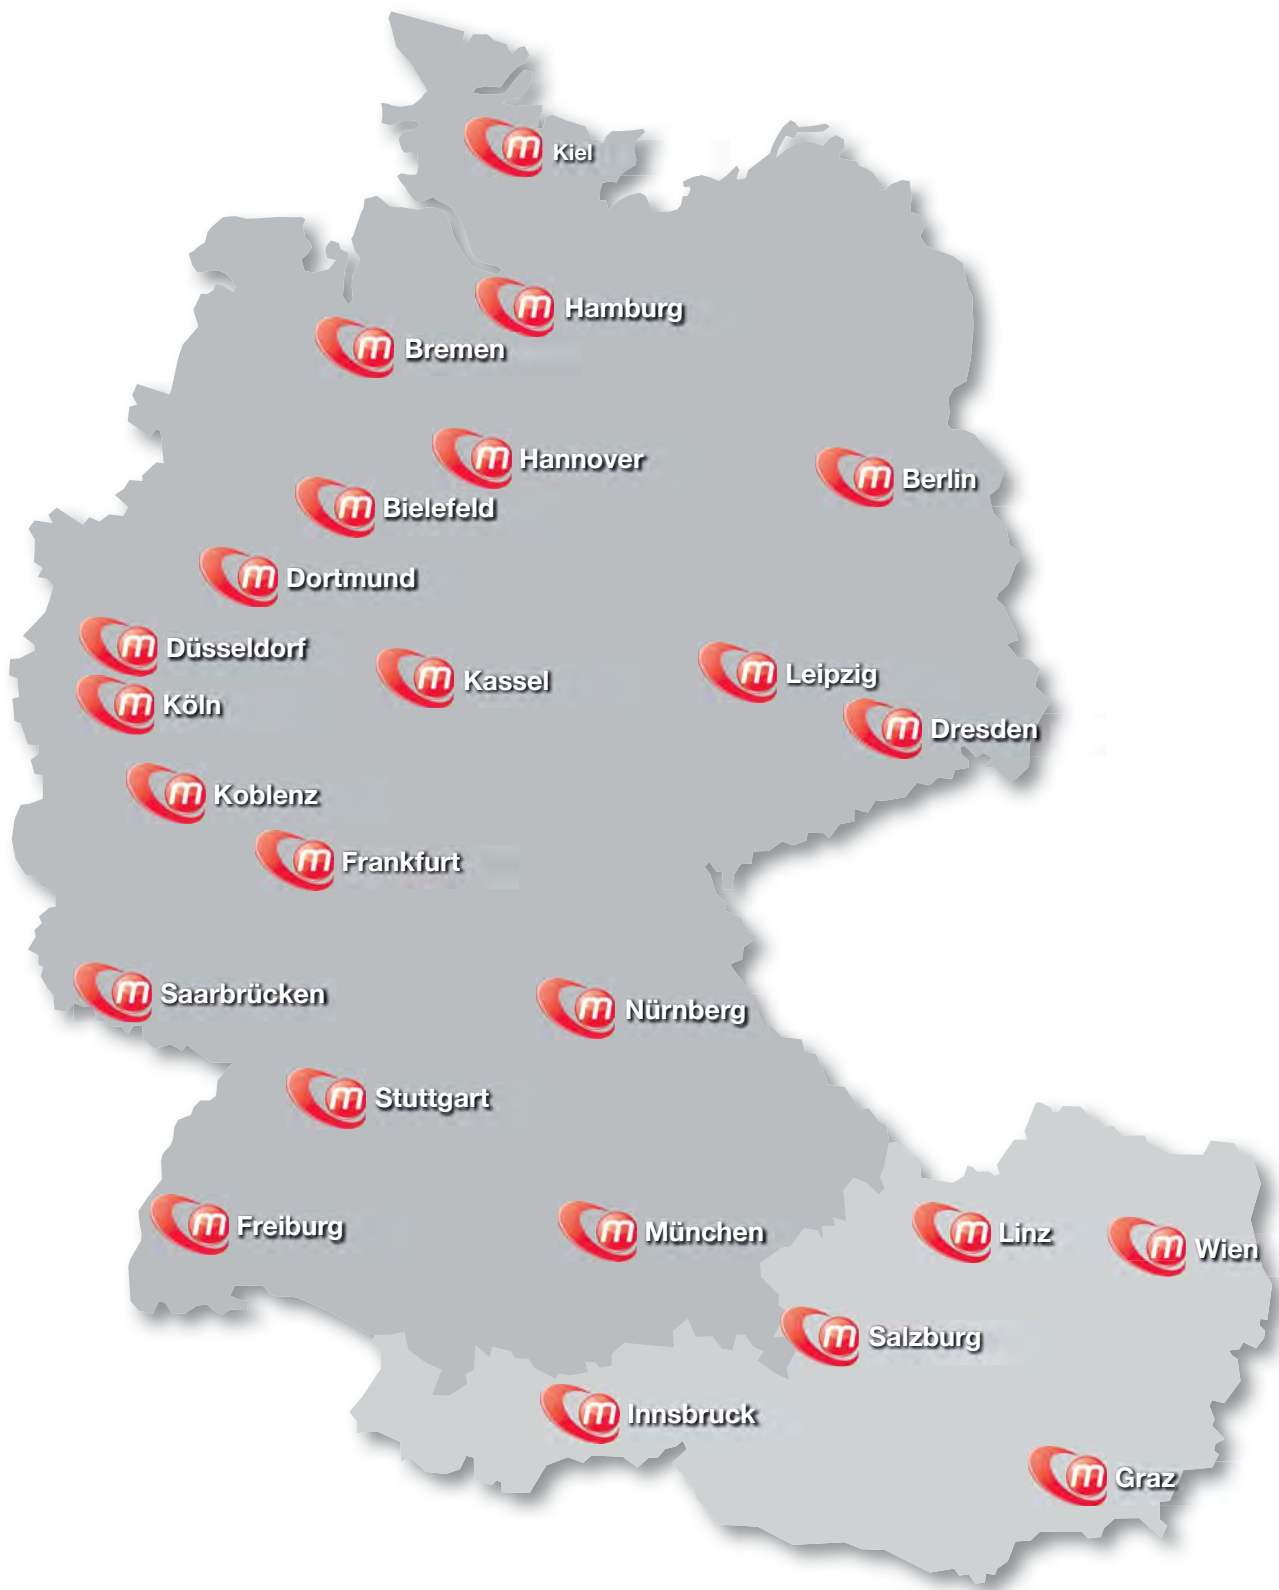 Kiel
Hamburg
Bremen
Hannover
Berlin
Bielefeld
Dortmund
Düsseldorf
Kassel
Leipzig
Köln
Dresden
Koblenz
Frankfurt
Saarbrücken
Nürnberg
Stuttgart
Freiburg
München
Linz
Wien
Salzburg
Innsbruck
Graz